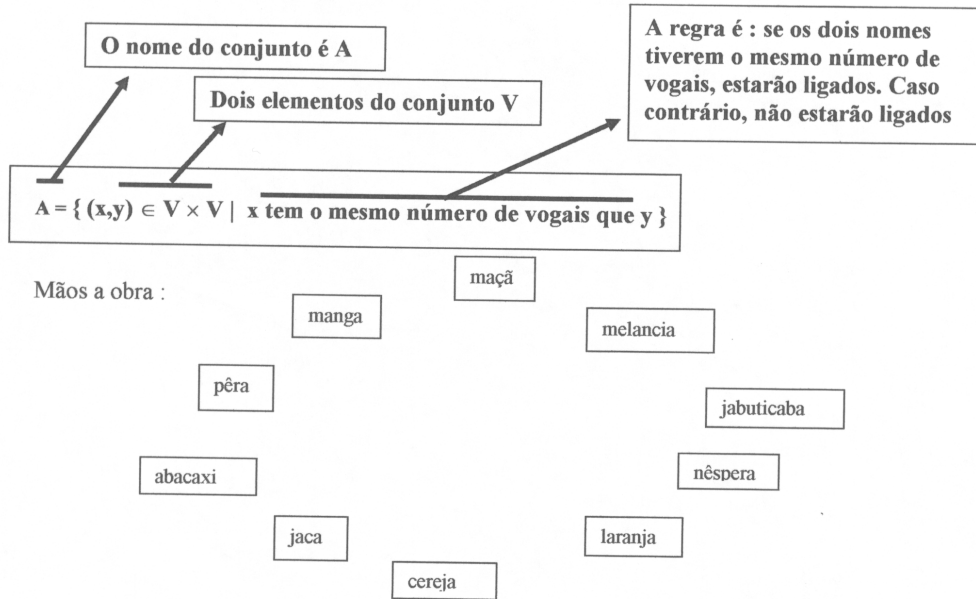 O nome do conjunto é A
A regra é : se os dois nomes
tiverem o mesmo número de
vogais, estarão ligados. Caso
contrário, não estarão ligados
Dois elementos do conjunto V
A = { (x,y) ∈ V × V | x tem o mesmo número de vogais que y }
Mãos a obra :
maçã
manga
melancia
pêra
jabuticaba
abacaxi
nêspera
jaca
laranja
cereja